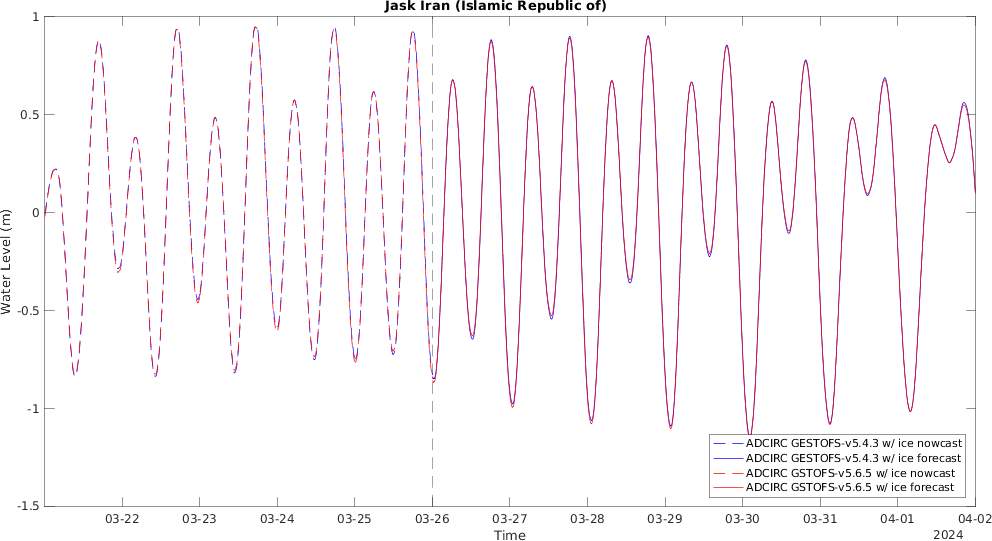 Jask Iran (Islamic Republic of)
1
0.5
0
-0.5
-1
-1.5
Water Level (m)
ADCIRC GESTOFS-v5.4.3 w/ ice nowcast
ADCIRC GESTOFS-v5.4.3 w/ ice forecast
ADCIRC GSTOFS-v5.6.5 w/ ice nowcast
ADCIRC GSTOFS-v5.6.5 w/ ice forecast
03-22 03-23 03-24 03-25 03-26 03-27 03-28 03-29 03-30 03-31 04-01 04-02
Time
2024